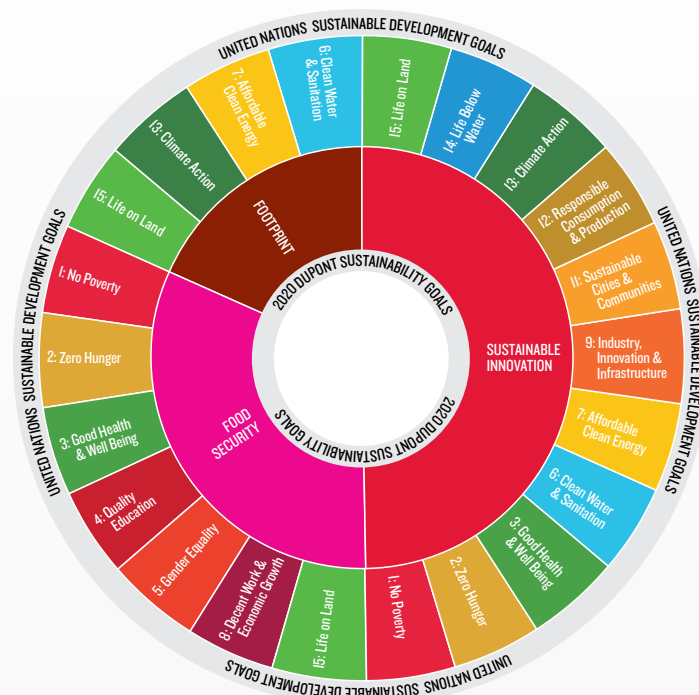 UNITED NATIONS SUSTAINABLE DEVELOPMENT GOALS
15: Life on Land
14: Life Below
Water
13: Climate Action
12: Responsible
Consumption
& Production
11: Sustainable
Cities &
Communities
9: Industry,
Innovation &
Infrastructure
7: Affordable
Clean Energy
6: Clean Water
& Sanitation
3: Good Health
& Well Being
2: Zero Hunger
1: No Poverty
UNITED NATIONS SUSTAINABLE DEVELOPMENT GOALS
15: Life on Land
8: Decent Work &
Economic Growth
5: Gender Equality
4: Quality
Education
3: Good Health
& Well Being
2: Zero Hunger
1: No Poverty
UNITED NATIONS SUSTAINABLE DEVELOPMENT GOALS
15: Life on Land
13: Climate Action
7: Affordable
Clean Energy
6: Clean Water
& Sanitation
UNITED NATIONS SUSTAINABLE DEVELOPMENT GOALS
FOOTPRINT
SUSTAINABLE
INNOVATION
FOOD
SECURITY
2020 DUPONT SUSTAINABILITY GOALS
2020 DUPONT SUSTAINABILITY GOALS